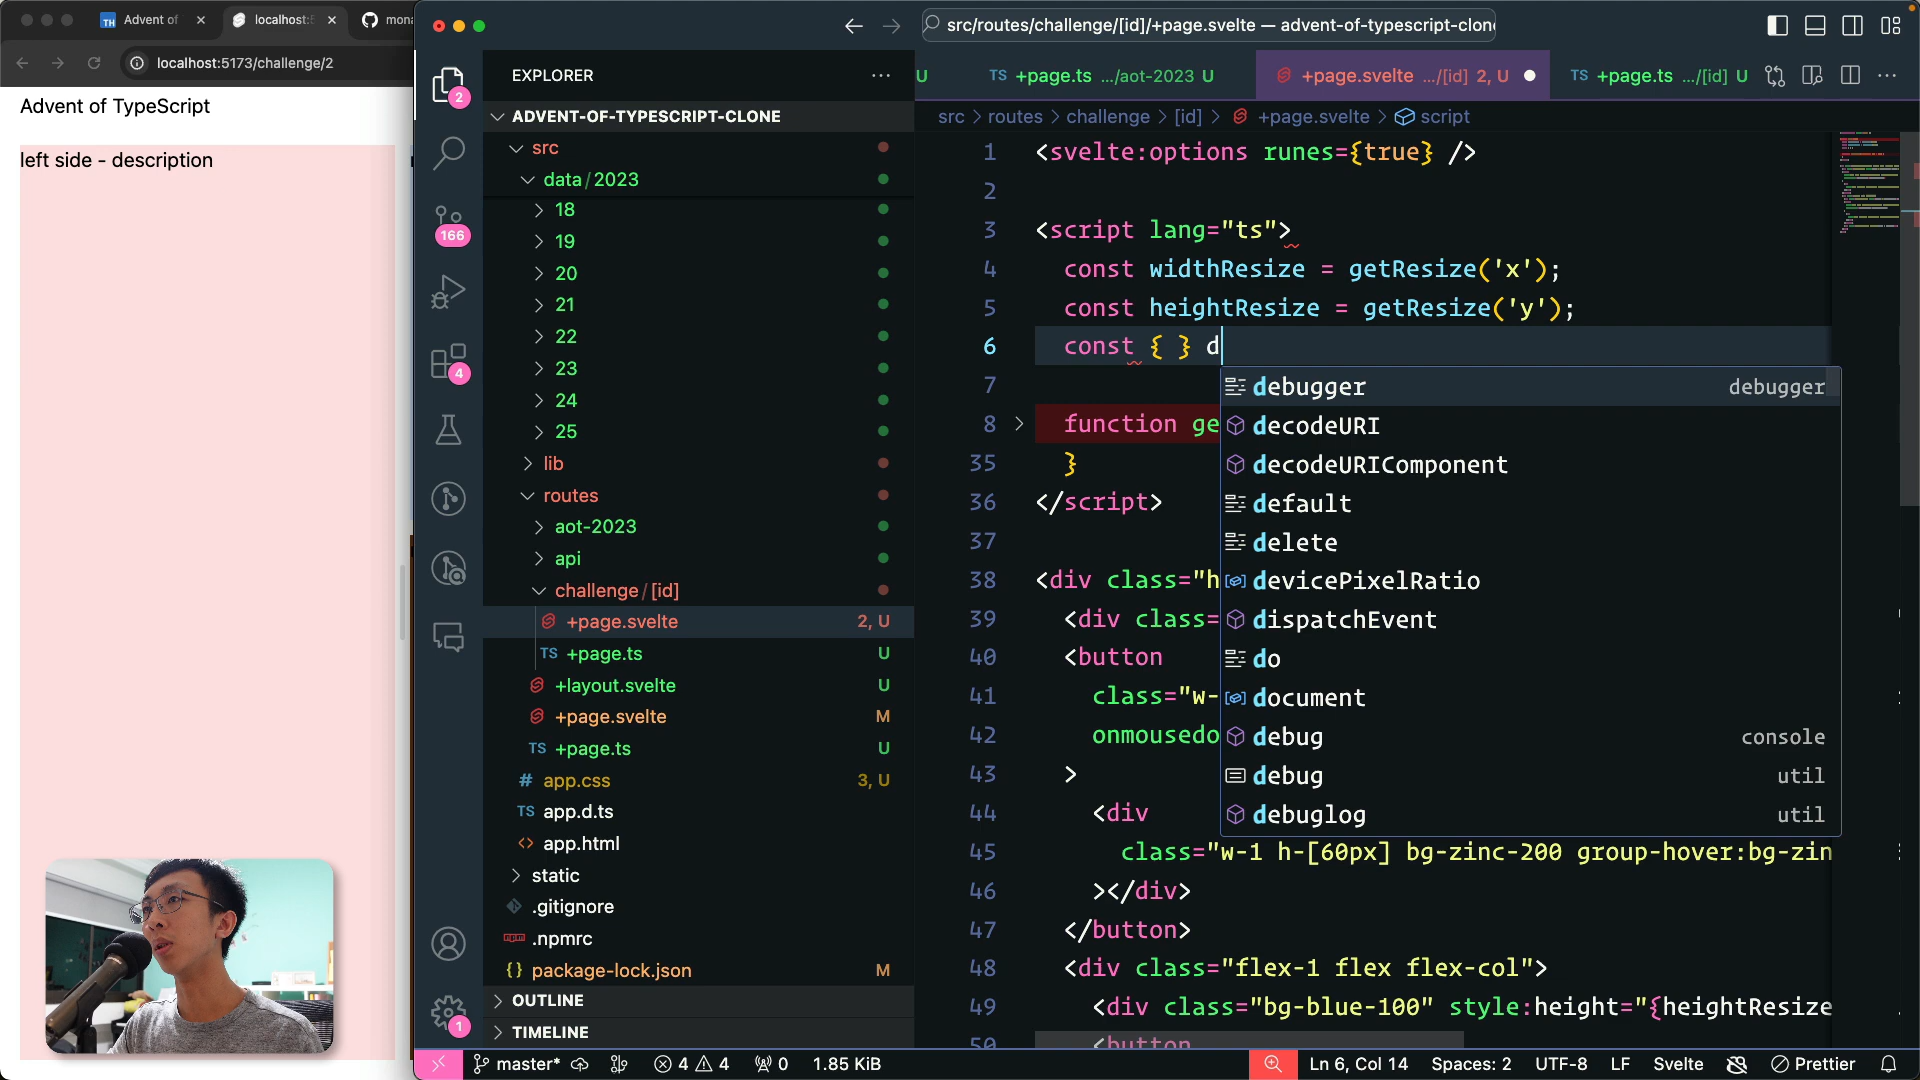 Advent of
localhost:5
mona
localhost:5173/challenge/2
Advent of TypeScript
left side - description
src/routes/challenge/[id]/+page.svelte — advent-of-typescript-clone
EXPLORER
ADVENT-OF-TYPESCRIPT-CLONE
src
data/2023
18
19
20
21
22
23
24
25
lib
routes
aot-2023
api
challenge/[id]
+page.svelte 2, U
TS +page.ts U
+layout.svelte U
+page.svelte M
TS +page.ts U
# app.css 3, U
TS app.d.ts
<> app.html
static
.gitignore
.npmrc
{} package-lock.json M
OUTLINE
TIMELINE
2
166
4
1
U
TS +page.ts .../aot-2023 U
+page.svelte .../[id] 2, U
TS +page.ts .../[id] U
src > routes > challenge > [id] > +page.svelte > script
1 <svelte:options runes={true} />
2
3 <script lang="ts">
4 const widthResize = getResize('x');
5 const heightResize = getResize('y');
6 const { } d
7
8 function ge
35 }
36 </script>
37
38 <div class="h
39 <div class=
40 <button
41 class="w-
42 onmousedo
43 >
44 <div
45 class="w-1 h-[60px] bg-zinc-200 group-hover:bg-zin
46 ></div>
47 </button>
48 <div class="flex-1 flex flex-col">
49 <div class="bg-blue-100" style:height="{heightResize
50 <button
debugger debugger
decodeURI
decodeURIComponent
default
delete
devicePixelRatio
dispatchEvent
do
document
debug console
debug util
debuglog util
master* 4 4 0 1.85 KiB
Ln 6, Col 14 Spaces: 2 UTF-8 LF Svelte Prettier